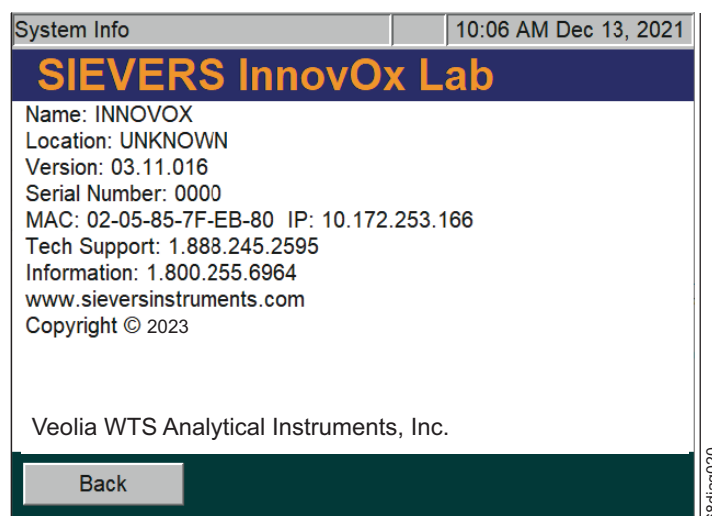 System Info
10:06 AM Dec 13, 2021
SIEVERS InnovOx Lab
Name: INNOVOX
Location: UNKNOWN
Version: 03.11.016
Serial Number: 0000
MAC: 02-05-85-7F-EB-80 IP: 10.172.253.166
Tech Support: 1.888.245.2595
Information: 1.800.255.6964
www.sieversinstruments.com
Copyright © 2023
Veolia WTS Analytical Instruments, Inc.
Back